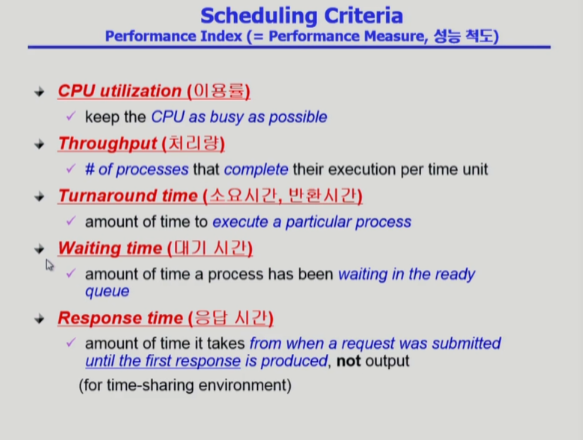 Scheduling Criteria
Performance Index (= Performance Measure, 성능 척도)
CPU utilization (이용률)
keep the CPU as busy as possible
Throughput (처리량)
# of processes that complete their execution per time unit
Turnaround time (소요시간, 반환시간)
amount of time to execute a particular process
Waiting time (대기 시간)
amount of time a process has been waiting in the ready
queue
Response time (응답 시간)
amount of time it takes from when a request was submitted
until the first response is produced, not output
(for time-sharing environment)